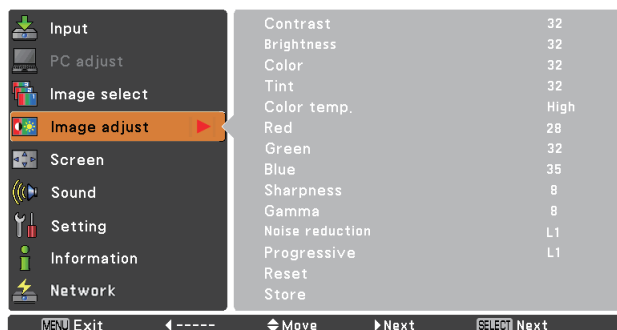 Input
PC adjust
Image select
Image adjust
Screen
Sound
Setting
Information
Network
Contrast 32
Brightness 32
Color 32
Tint 32
Color temp. High
Red 28
Green 32
Blue 35
Sharpness 8
Gamma 8
Noise reduction L1
Progressive L1
Reset
Store
MENU Exit ◀ ----- ◆ Move ▶ Next SELECT Next